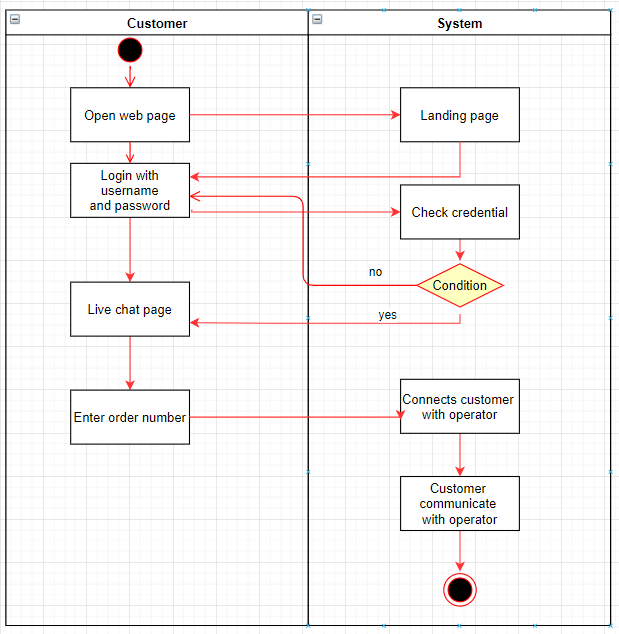 Customer
System
Open web page
Landing page
Login with
username
and password
Check credential
no
Condition
Live chat page
yes
Enter order number
Connects customer
with operator
Customer
communicate
with operator